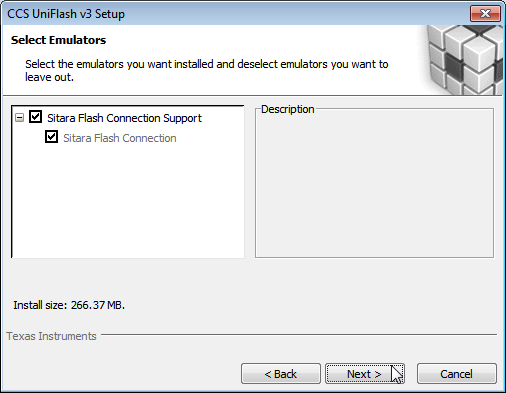 CCS UniFlash v3 Setup
Select Emulators
Select the emulators you want installed and deselect emulators you want to
leave out.
Sitara Flash Connection Support
Sitara Flash Connection
Description
Install size: 266.37 MB.
Texas Instruments
< Back
Next >
Cancel